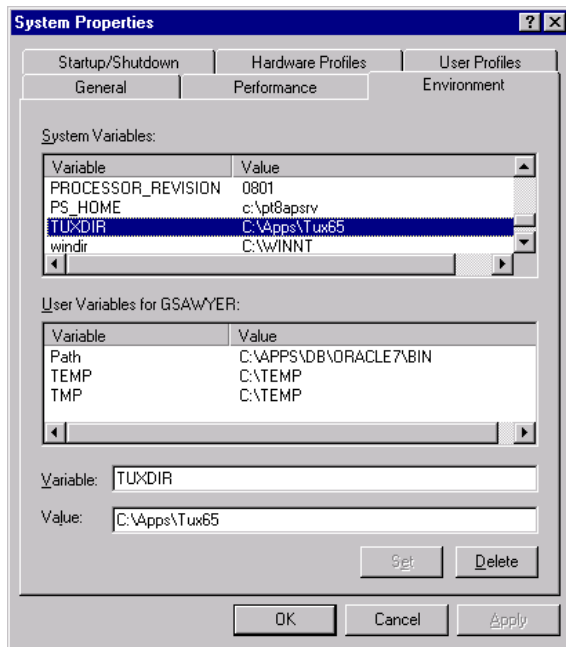 System Properties
Startup/Shutdown Hardware Profiles User Profiles
General Performance Environment
System Variables:
Variable Value
PROCESSOR_REVISION 0801
PS_HOME c:\pt8apsrv
TUXDIR C:\Apps\Tux65
windir C:\WINNT
User Variables for GSAWYER:
Variable Value
Path C:\APPS\DB\ORACLE7\BIN
TEMP C:\TEMP
TMP C:\TEMP
Variable: TUXDIR
Value: C:\Apps\Tux65
Set Delete
OK Cancel Apply